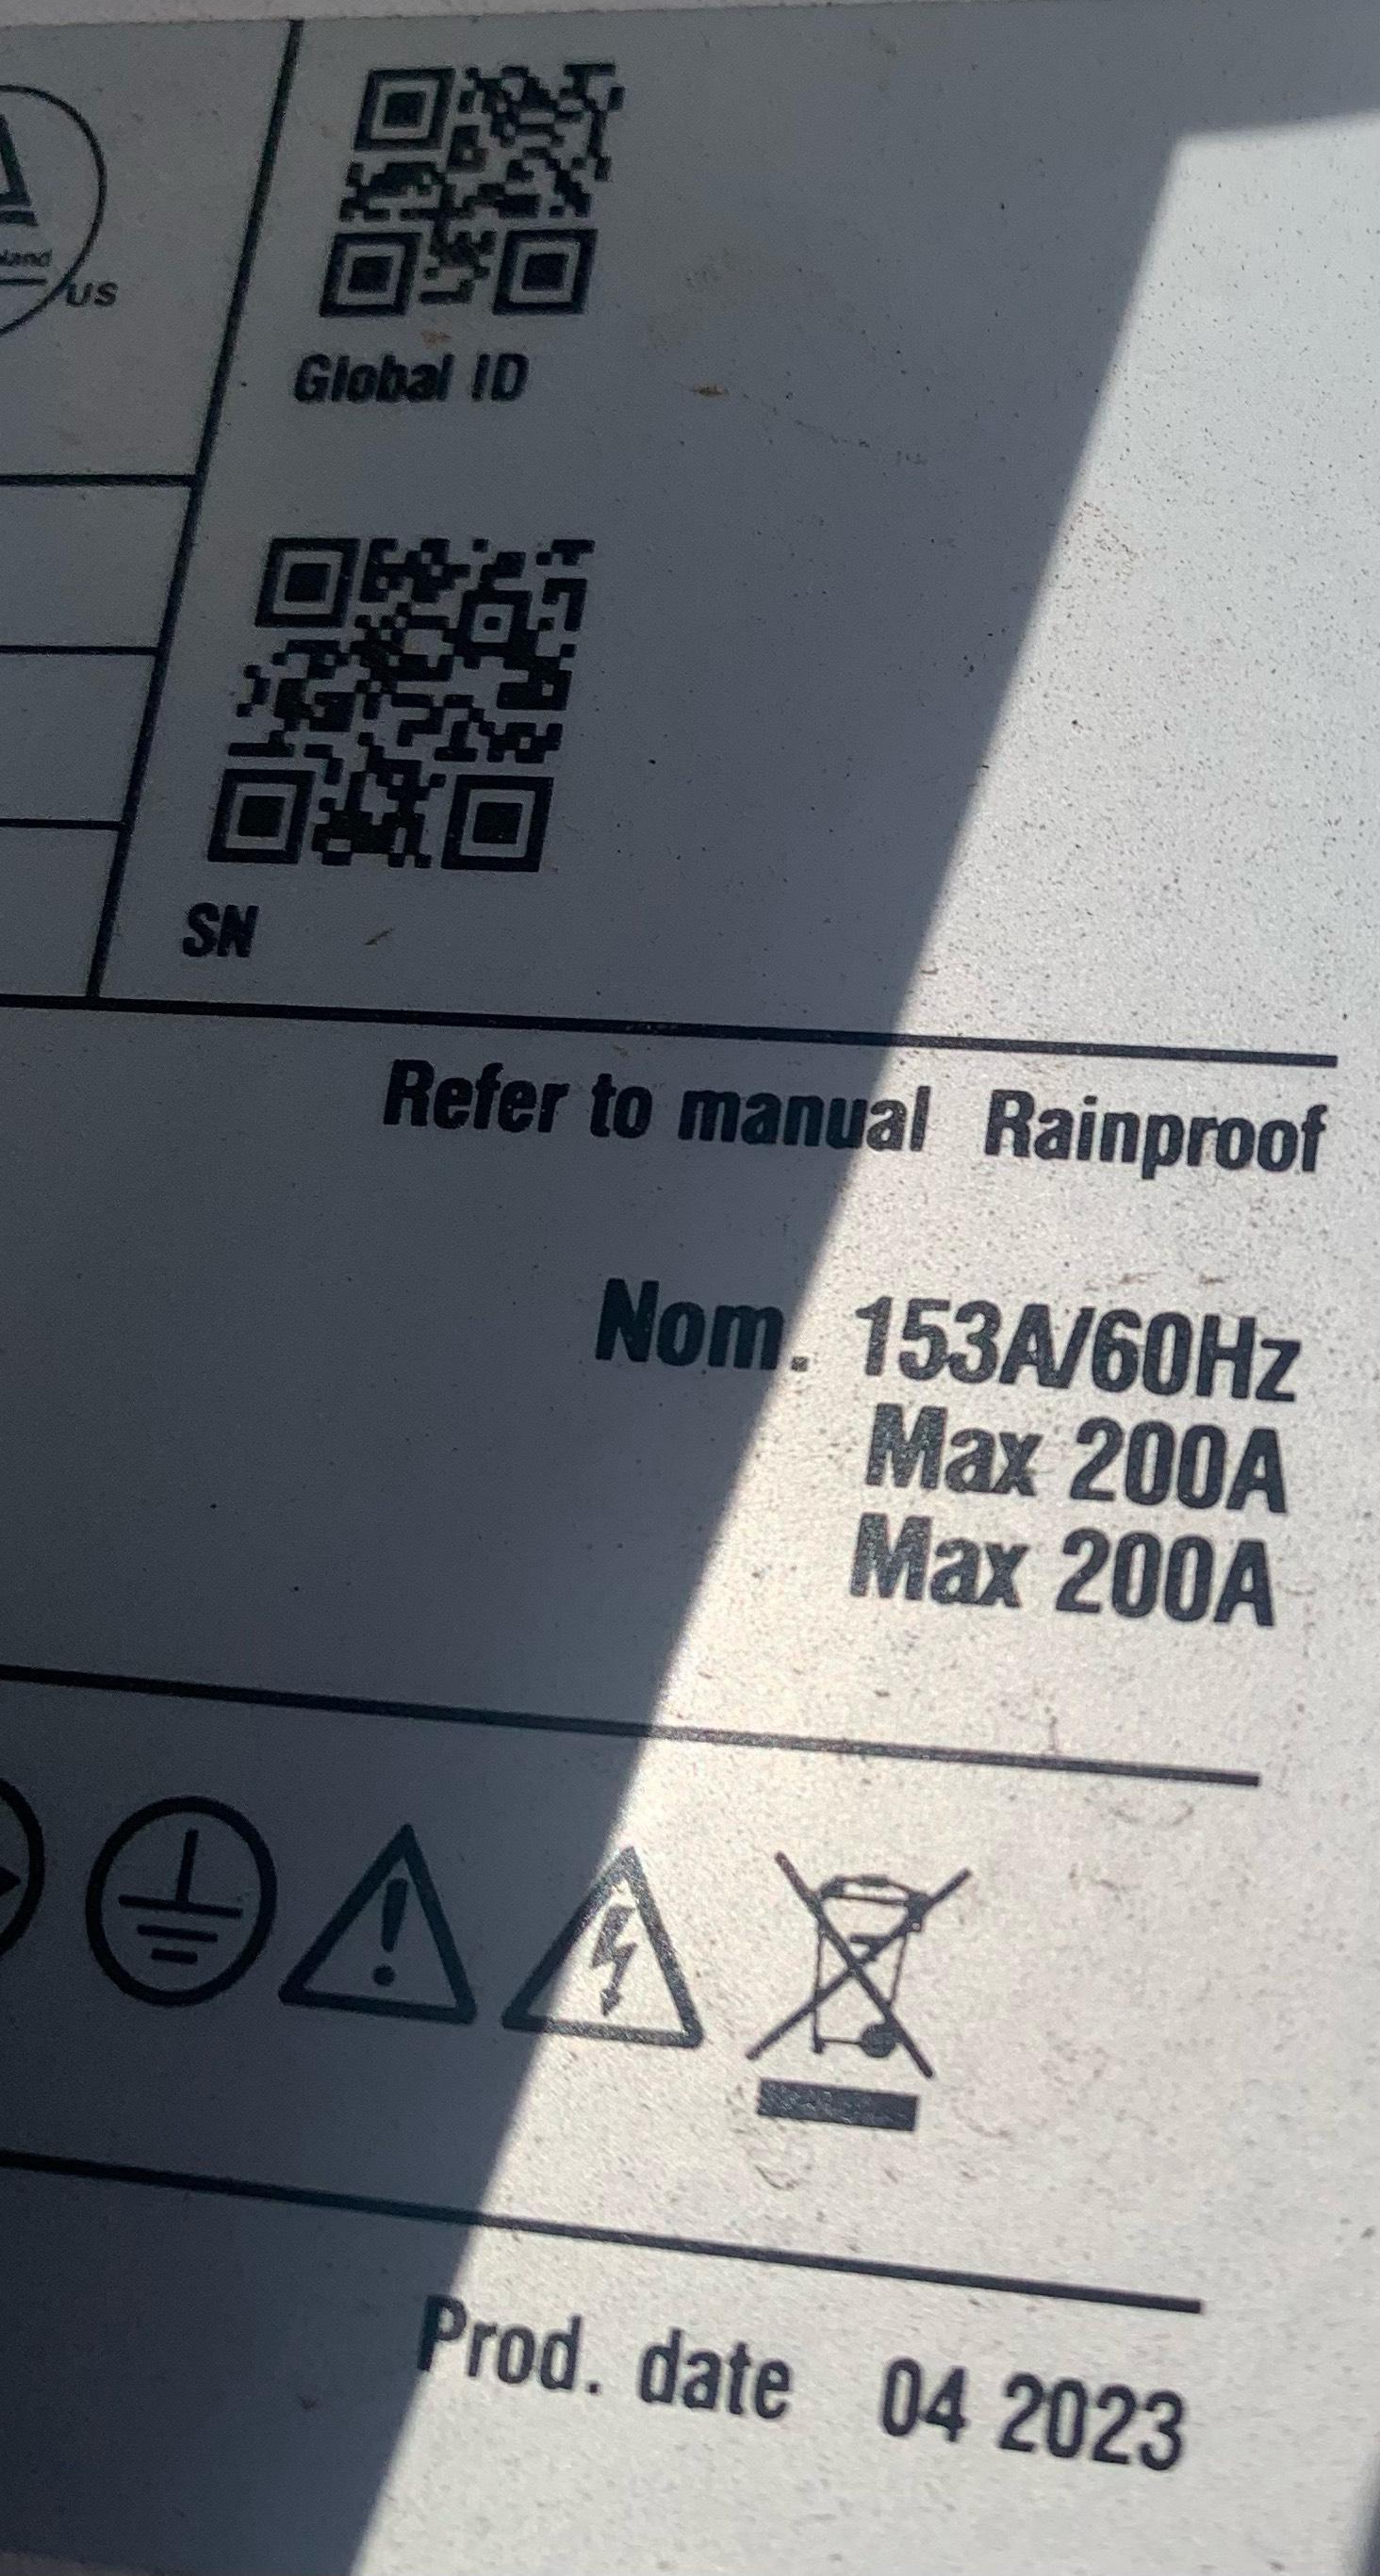 US
Global ID
SN
Refer to manual Rainproof
Nom. 153A/60Hz
Max 200A
Max 200A
Prod. date 04 2023